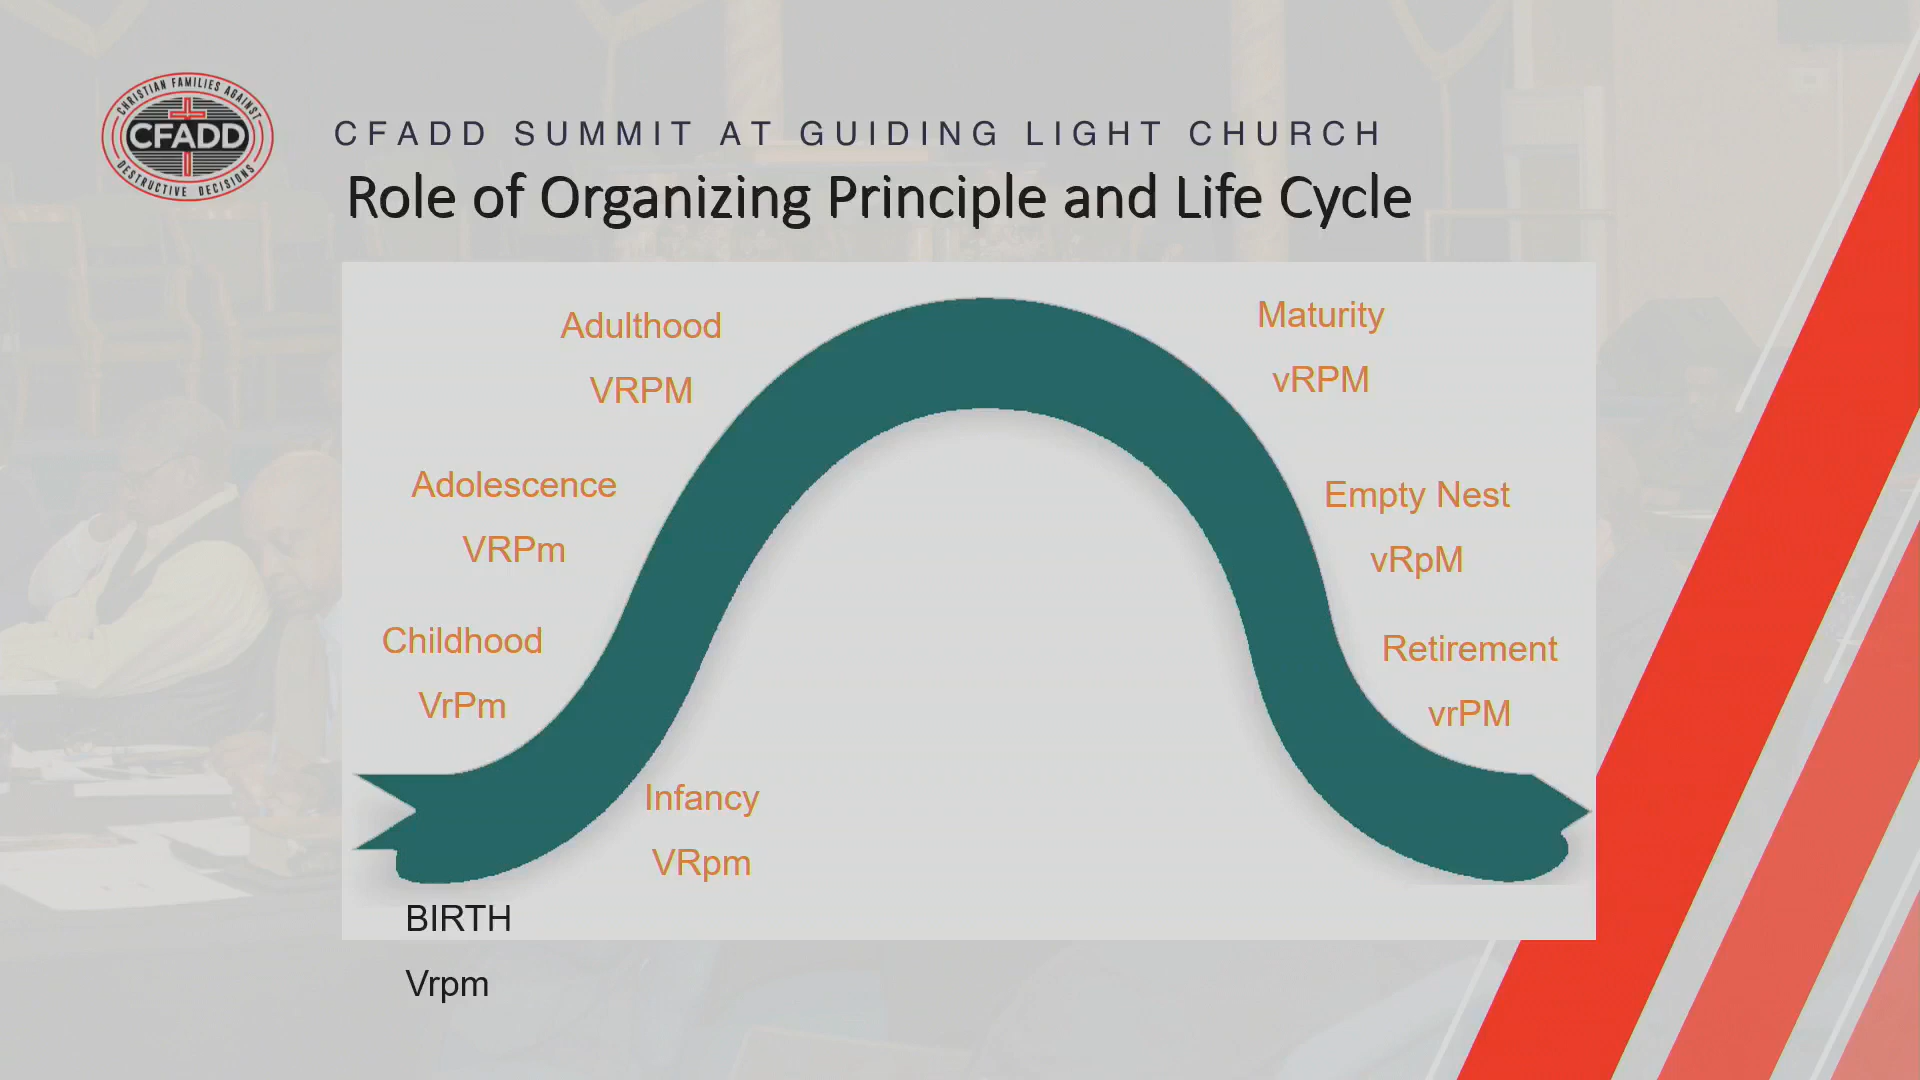 CHRISTIAN FAMILIES AGAINST
CFADD
DESTRUCTIVE DECISIONS
CFADD SUMMIT AT GUIDING LIGHT CHURCH
Role of Organizing Principle and Life Cycle
Adulthood
VRPM
Maturity
vRPM
Adolescence
VRPm
Empty Nest
vRpM
Childhood
VrPm
Retirement
vrPM
Infancy
VRpm
BIRTH
Vrpm